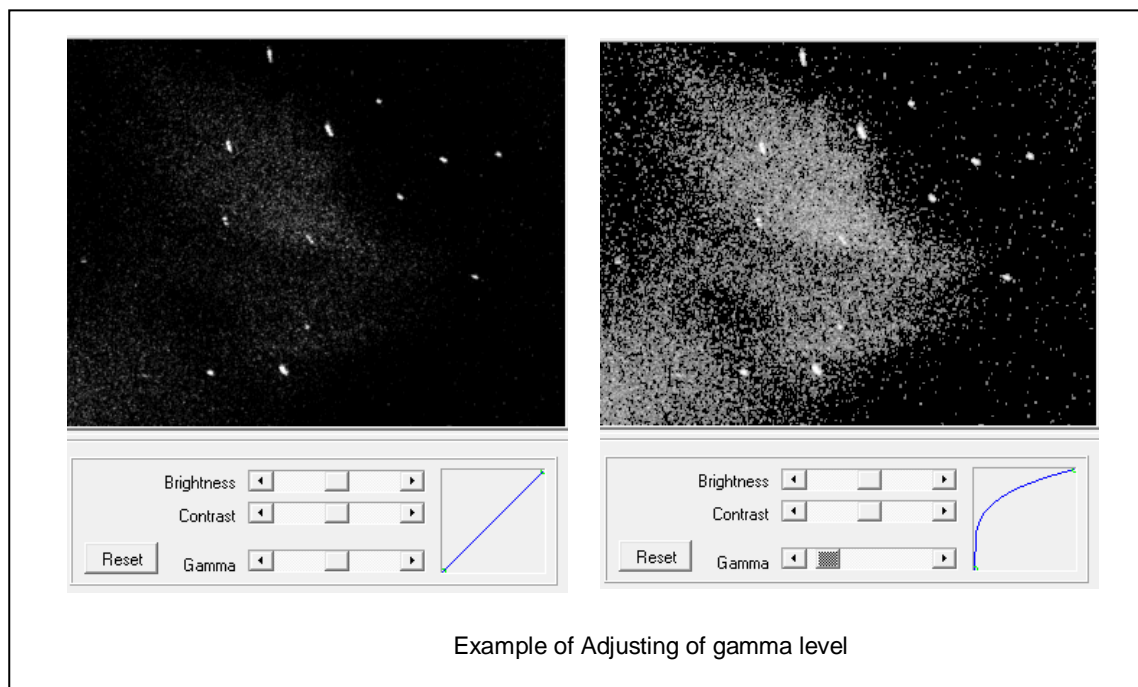 Brightness
Contrast
Reset
Gamma
Brightness
Contrast
Reset
Gamma
Example of Adjusting of gamma level